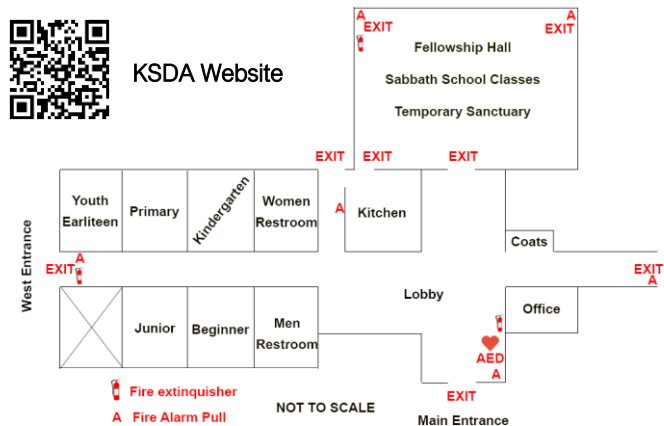 KSDA Website
A
EXIT
A
EXIT
Fellowship Hall
Sabbath School Classes
Temporary Sanctuary
EXIT
EXIT
EXIT
Youth
Earliteen
Primary
Kindergarten
Women
Restroom
A
Kitchen
Coats
West Entrance
A
EXIT
EXIT
A
Lobby
Office
Junior
Beginner
Men
Restroom
AED
A
EXIT
Fire extinguisher
A Fire Alarm Pull
NOT TO SCALE
Main Entrance